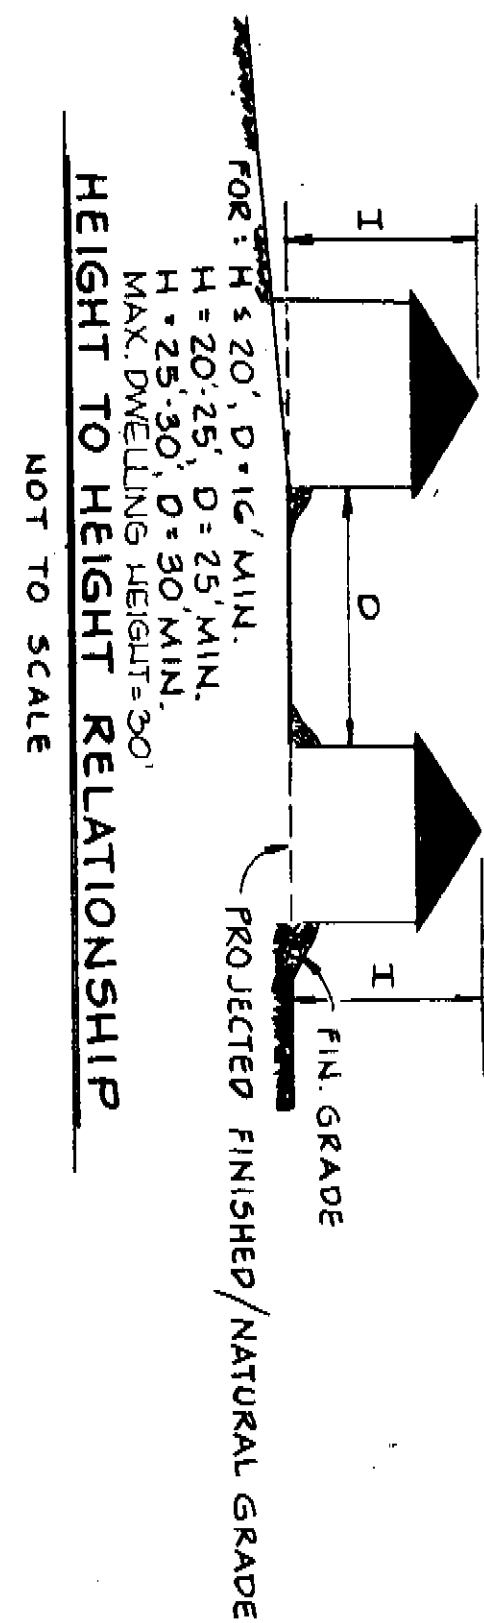 H
D
H
FIN. GRADE
PROJECTED FINISHED/NATURAL GRADE
FOR: H ≤ 20', D = 16' MIN.
H = 20'-25', D = 25' MIN.
H = 25'-30', D = 30' MIN.
MAX. DWELLING HEIGHT = 30'
HEIGHT TO HEIGHT RELATIONSHIP
NOT TO SCALE